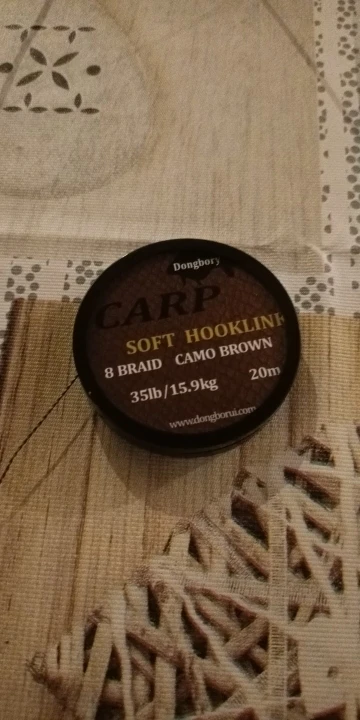 Dongbory
CARP
SOFT HOOKLINK
8 BRAID CAMO BROWN
35lb/15.9kg 20m
www.dongborui.com